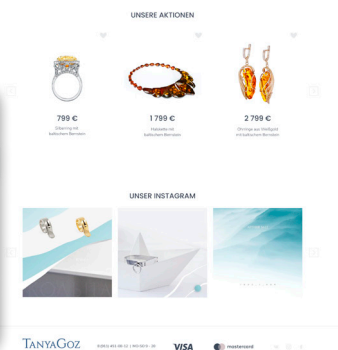 UNSERE AKTIONEN
799 €
Silberring mit
baltischem Bernstein
1 799 €
Halskette mit
baltischem Bernstein
2 799 €
Ohrringe aus Weißgold
mit baltischem Bernstein
UNSER INSTAGRAM
TANYAGOZ
VISA
mastercard